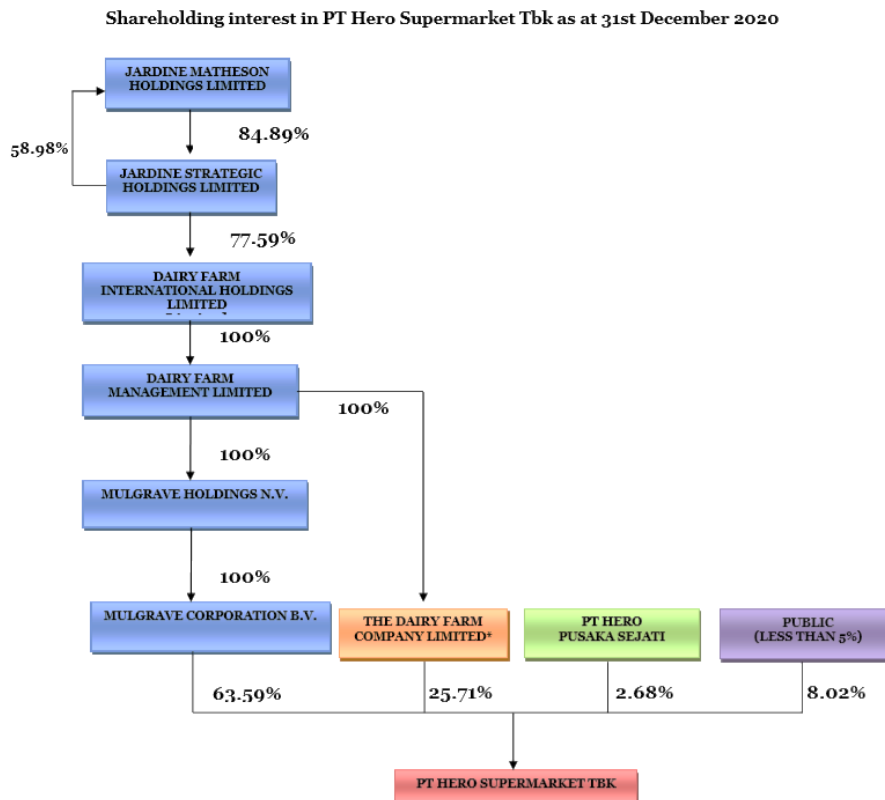 Shareholding interest in PT Hero Supermarket Tbk as at 31st December 2020
JARDINE MATHESON
HOLDINGS LIMITED
84.89%
58.98%
JARDINE STRATEGIC
HOLDINGS LIMITED
77.59%
DAIRY FARM
INTERNATIONAL HOLDINGS
LIMITED
100%
DAIRY FARM
MANAGEMENT LIMITED
100%
100%
MULGRAVE HOLDINGS N.V.
100%
MULGRAVE CORPORATION B.V.
THE DAIRY FARM
COMPANY LIMITED*
PT HERO
PUSAKA SEJATI
PUBLIC
(LESS THAN 5%)
63.59%
25.71%
2.68%
8.02%
PT HERO SUPERMARKET TBK